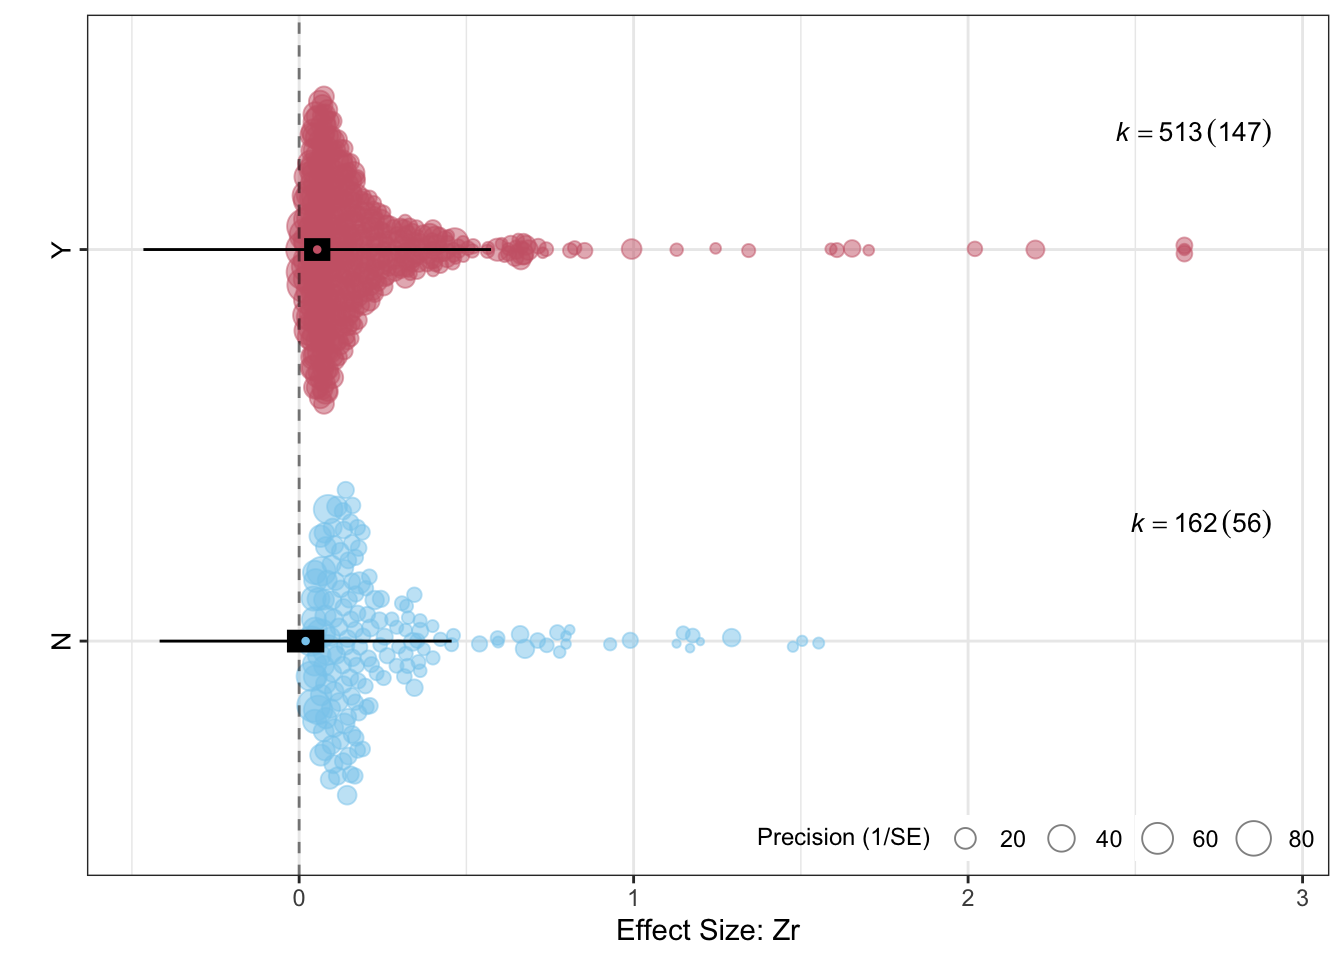 Y
k = 513 (147)
N
k = 162 (56)
Precision (1/SE) 20 40 60 80
0 1 2 3
Effect Size: Zr